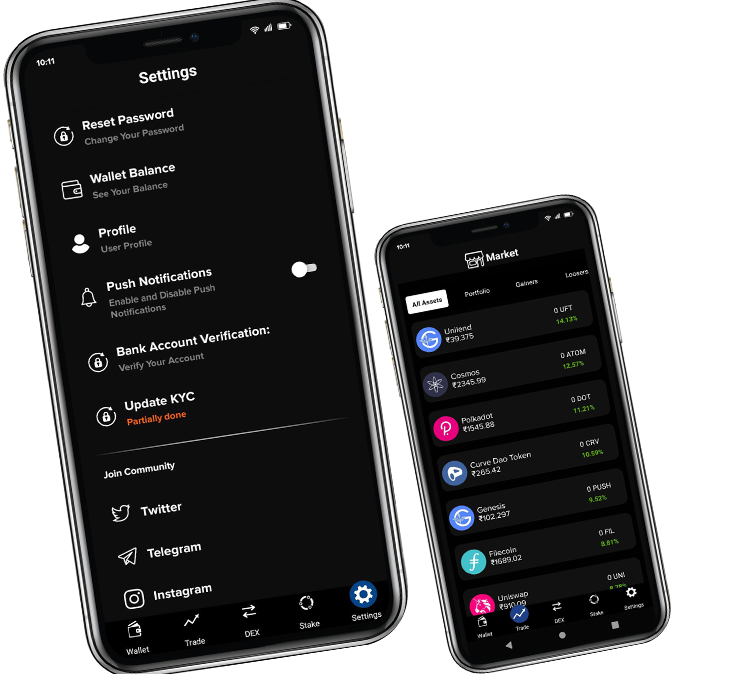 10:11
Settings
Reset Password
Change Your Password
Wallet Balance
See Your Balance
Profile
User Profile
Push Notifications
Enable and Disable Push
Notifications
Bank Account Verification:
Verify Your Account
Update KYC
Partially done
Join Community
Twitter
Telegram
Instagram
Wallet
Trade
DEX
Stake
Settings
10:11
Market
All Assets
Portfolio
Gainers
Loosers
Unilend
₹39.375
0 UFT
14.13%
Cosmos
₹2345.99
0 ATOM
12.57%
Polkadot
₹1545.88
0 DOT
11.21%
Curve Dao Token
₹265.42
0 CRV
10.59%
Genesis
₹102.297
0 PUSH
9.52%
Filecoin
₹1689.02
0 FIL
8.81%
Uniswap
₹910.09
0 UNI
Wallet
Trade
DEX
Stake
Settings